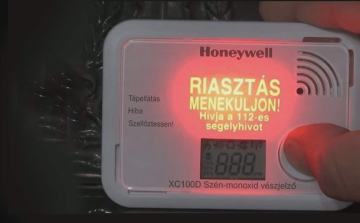 Honeywell
RIASZTÁS
MENEKÜLJÖN!
Hívja a 112-es
segélyhívót
Tápellátás
Hiba
Szellőztessen!
888
XC100D Szén-monoxid vészjelző